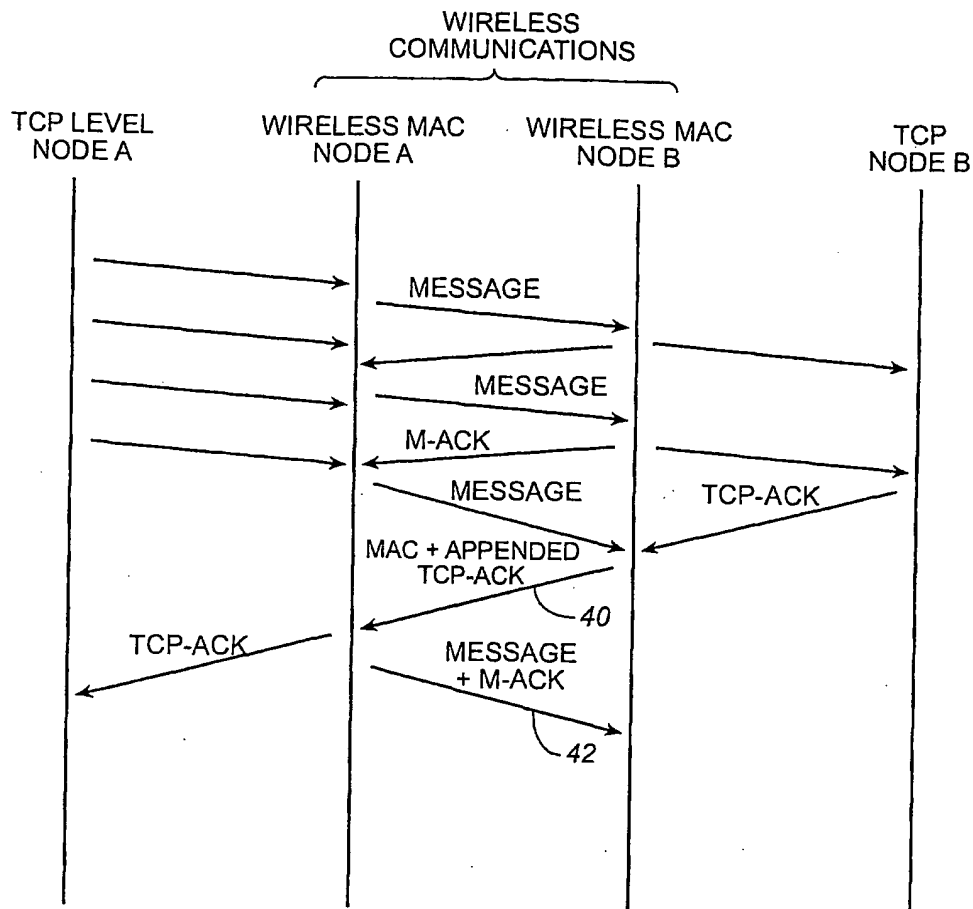 WIRELESS
COMMUNICATIONS
TCP LEVEL
NODE A
WIRELESS MAC
NODE A
WIRELESS MAC
NODE B
TCP
NODE B
MESSAGE
MESSAGE
M-ACK
MESSAGE
TCP-ACK
MAC + APPENDED
TCP-ACK
40
TCP-ACK
MESSAGE
+ M-ACK
42